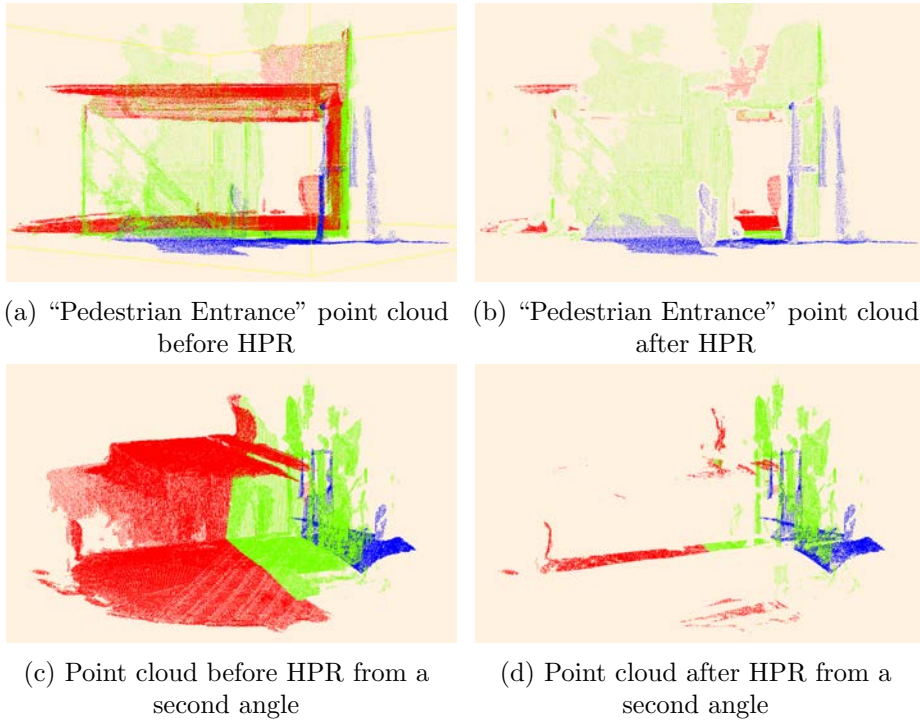 (a) “Pedestrian Entrance” point cloud
before HPR
(b) “Pedestrian Entrance” point cloud
after HPR
(c) Point cloud before HPR from a
second angle
(d) Point cloud after HPR from a
second angle